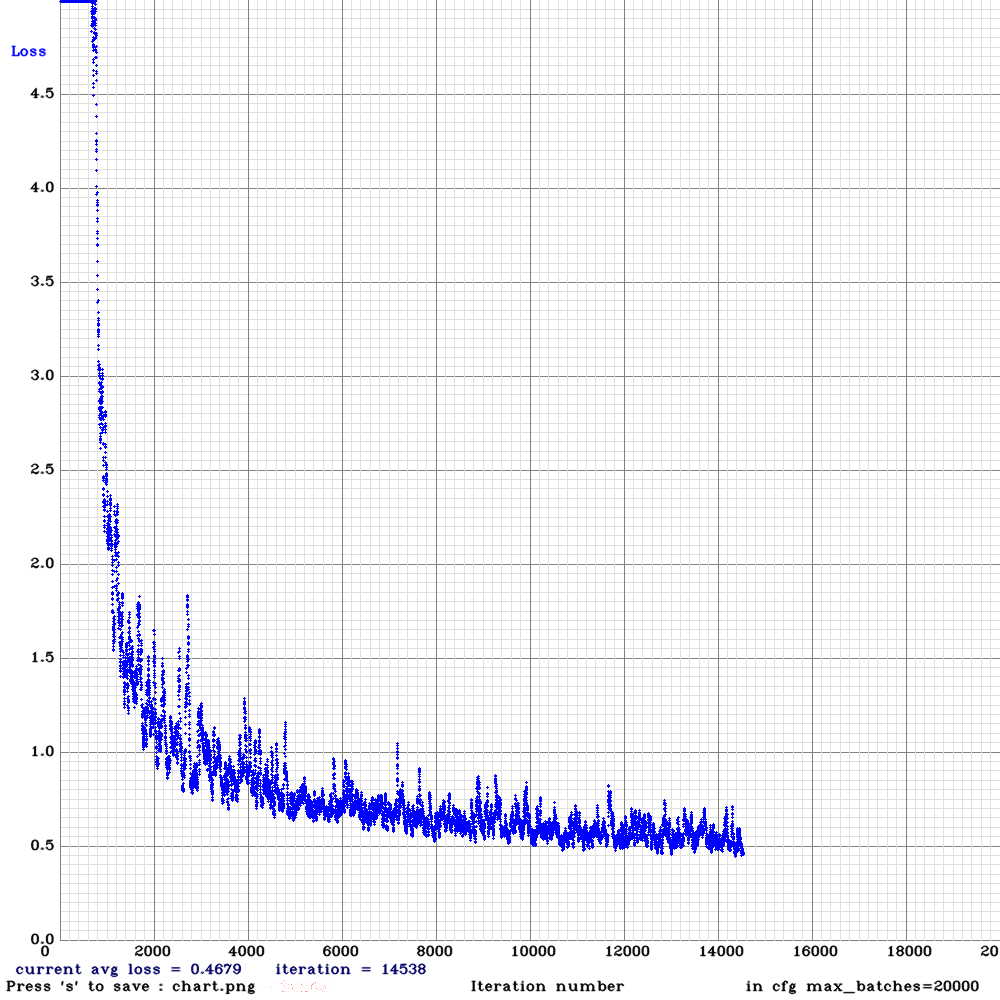 Loss
4.5
4.0
3.5
3.0
2.5
2.0
1.5
1.0
0.5
0.0
0 2000 4000 6000 8000 10000 12000 14000 16000 18000 20
current avg loss = 0.4679 iteration = 14538
Press 's' to save : chart.png - Iteration number in cfg max_batches=20000